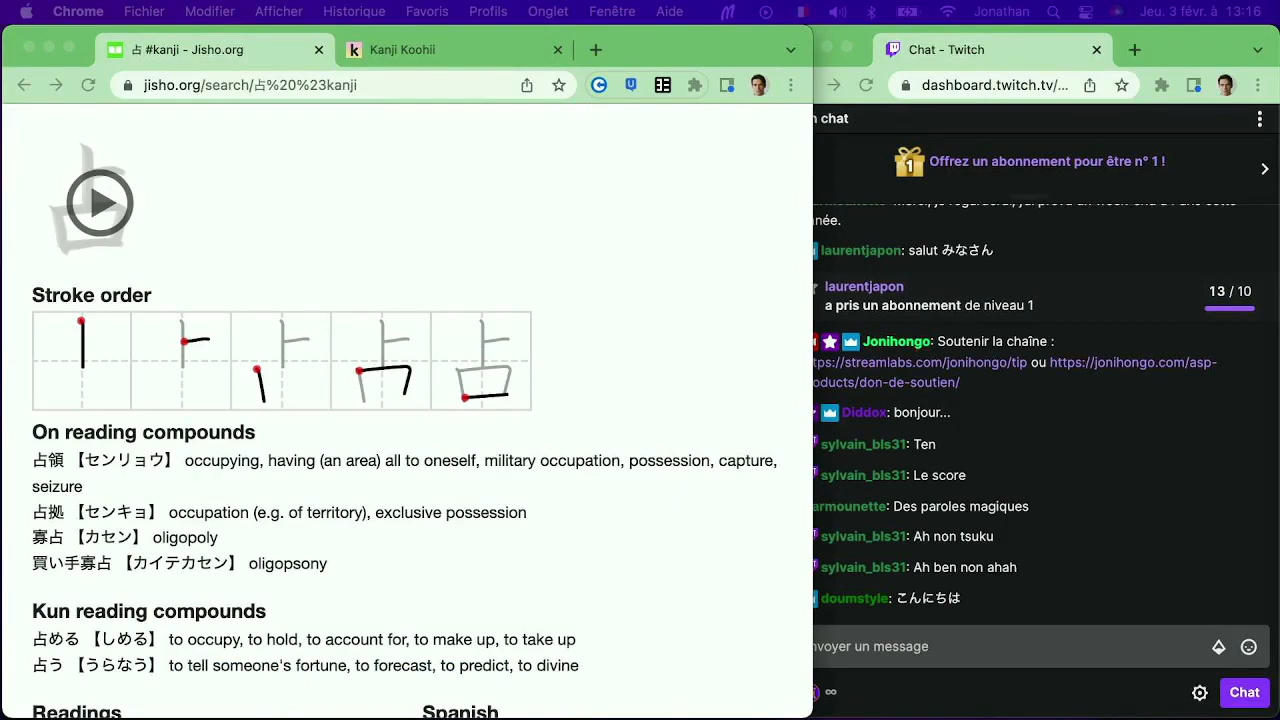 Chrome Fichier Modifier Afficher Historique Favoris Profils Onglet Fenêtre Aide Jonathan Jeu. 3 févr. à 13:16
占 #kanji - Jisho.org
Kanji Koohii
Chat - Twitch
jisho.org/search/占%20%23kanji
dashboard.twitch.tv/...
占
Stroke order
On reading compounds
占領 【センリョウ】 occupying, having (an area) all to oneself, military occupation, possession, capture,
seizure
占拠 【センキョ】 occupation (e.g. of territory), exclusive possession
寡占 【カセン】 oligopoly
買い手寡占 【カイテカセン】 oligopsony
Kun reading compounds
占める 【しめる】 to occupy, to hold, to account for, to make up, to take up
占う 【うらなう】 to tell someone's fortune, to forecast, to predict, to divine
Readings
Spanish
n chat
1
Offrez un abonnement pour être n° 1 !
née.
laurentjapon: salut みなさん
laurentjapon
a pris un abonnement de niveau 1
13 / 10
Jonihongo: Soutenir la chaîne :
tps://streamlabs.com/jonihongo/tip ou https://jonihongo.com/asp-
oducts/don-de-soutien/
Diddox: bonjour...
sylvain_bls31: Ten
sylvain_bls31: Le score
armounette: Des paroles magiques
sylvain_bls31: Ah non tsuku
sylvain_bls31: Ah ben non ahah
doumstyle: こんにちは
nvoyer un message
∞
Chat